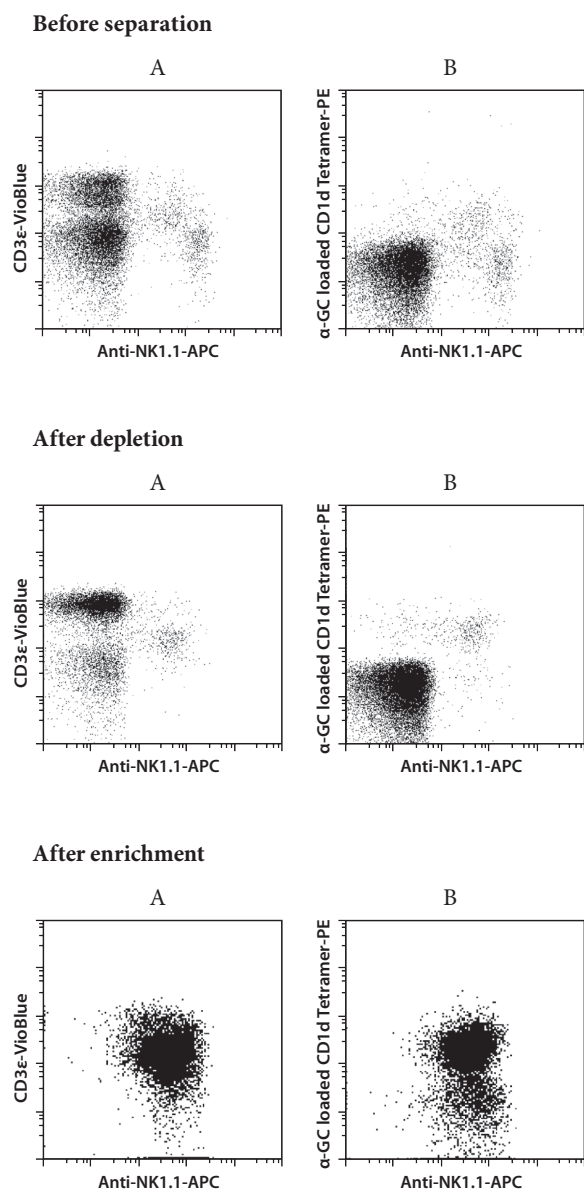 Before separation
A
B
CD3ε-VioBlue
Anti-NK1.1-APC
α-GC loaded CD1d Tetramer-PE
Anti-NK1.1-APC
After depletion
A
B
CD3ε-VioBlue
Anti-NK1.1-APC
α-GC loaded CD1d Tetramer-PE
Anti-NK1.1-APC
After enrichment
A
B
CD3ε-VioBlue
Anti-NK1.1-APC
α-GC loaded CD1d Tetramer-PE
Anti-NK1.1-APC